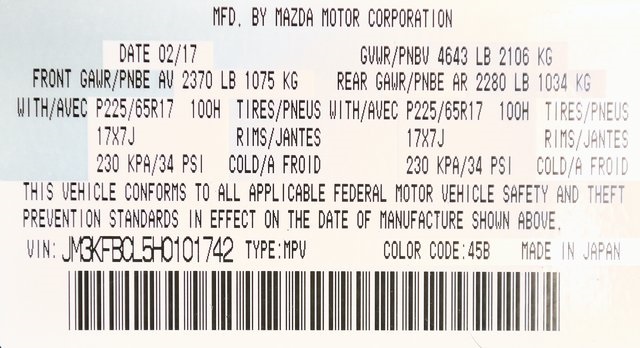 MFD. BY MAZDA MOTOR CORPORATION
DATE 02/17 GVWR/PNBV 4643 LB 2106 KG
FRONT GAWR/PNBE AV 2370 LB 1075 KG REAR GAWR/PNBE AR 2280 LB 1034 KG
WITH/AVEC P225/65R17 100H TIRES/PNEUS WITH/AVEC P225/65R17 100H TIRES/PNEUS
17X7J RIMS/JANTES 17X7J RIMS/JANTES
230 KPA/34 PSI COLD/A FROID 230 KPA/34 PSI COLD/A FROID
THIS VEHICLE CONFORMS TO ALL APPLICABLE FEDERAL MOTOR VEHICLE SAFETY AND THEFT
PREVENTION STANDARDS IN EFFECT ON THE DATE OF MANUFACTURE SHOWN ABOVE.
VIN: JM3KFBCL5H0101742 TYPE:MPV COLOR CODE:45B MADE IN JAPAN